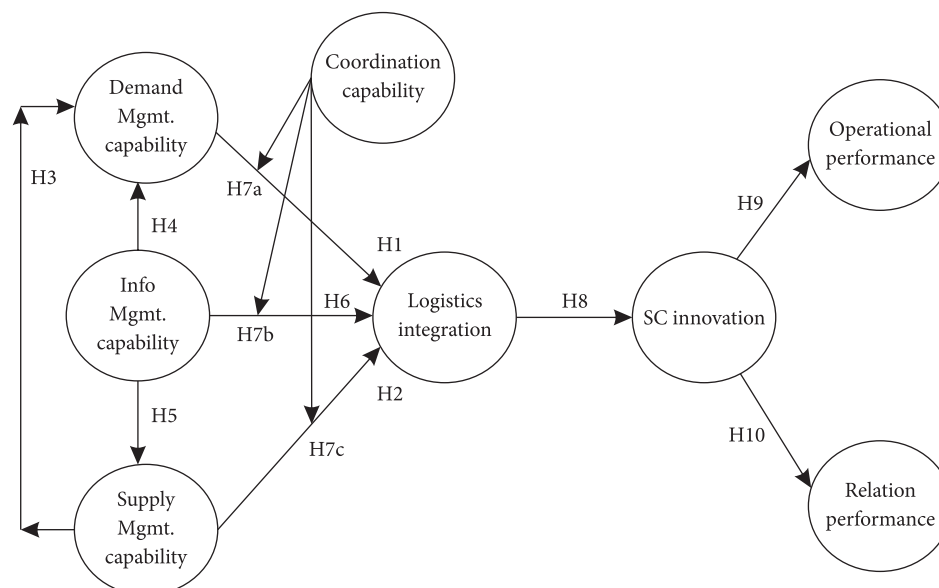 Coordination
capability
Demand
Mgmt.
capability
Operational
performance
H3
H7a
H4
H9
H1
Info
Mgmt.
capability
H6
H7b
Logistics
integration
H8
SC innovation
H2
H5
H7c
H10
Supply
Mgmt.
capability
Relation
performance